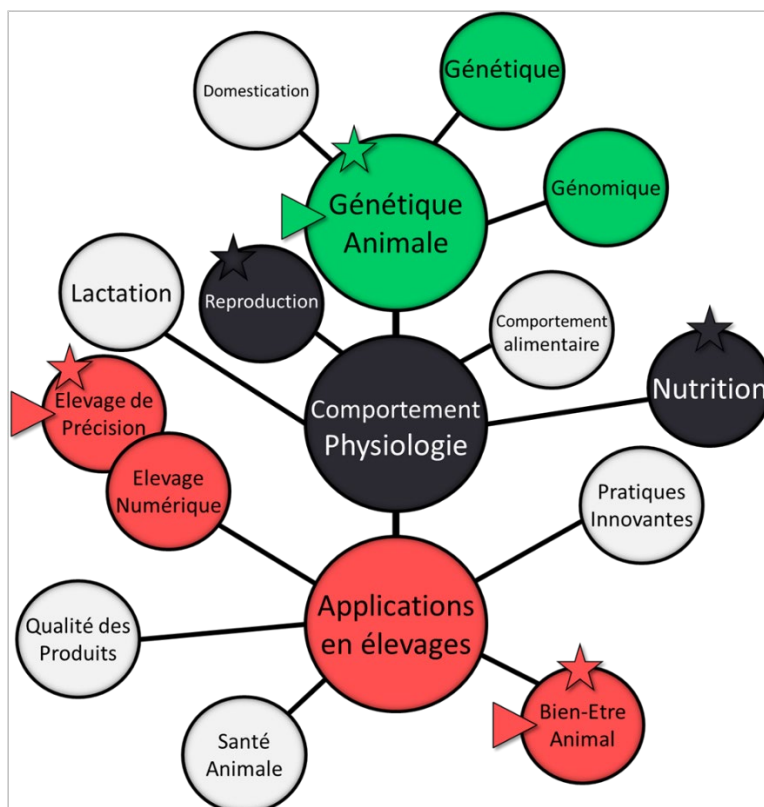 Génétique
Domestication
Génomique
Génétique
Animale
Lactation
Reproduction
Comportement
alimentaire
Nutrition
Elevage de
Précision
Comportement
Physiologie
Elevage
Numérique
Pratiques
Innovantes
Applications
en élevages
Qualité des
Produits
Bien-Etre
Animal
Santé
Animale